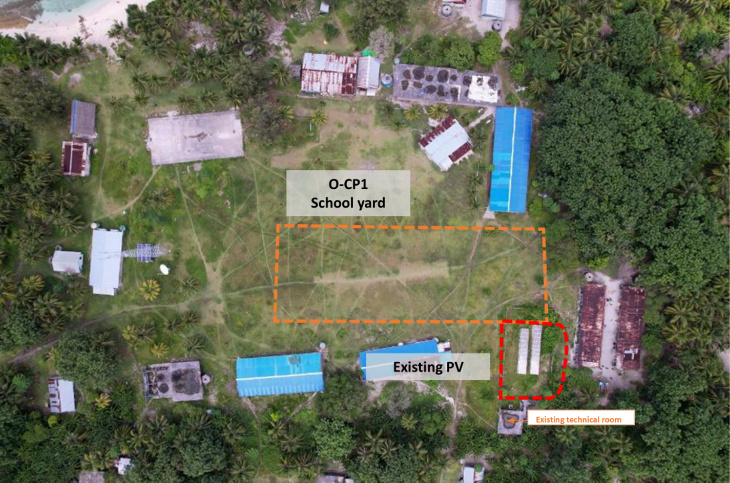 O-CP1
School yard
Existing PV
Existing technical room